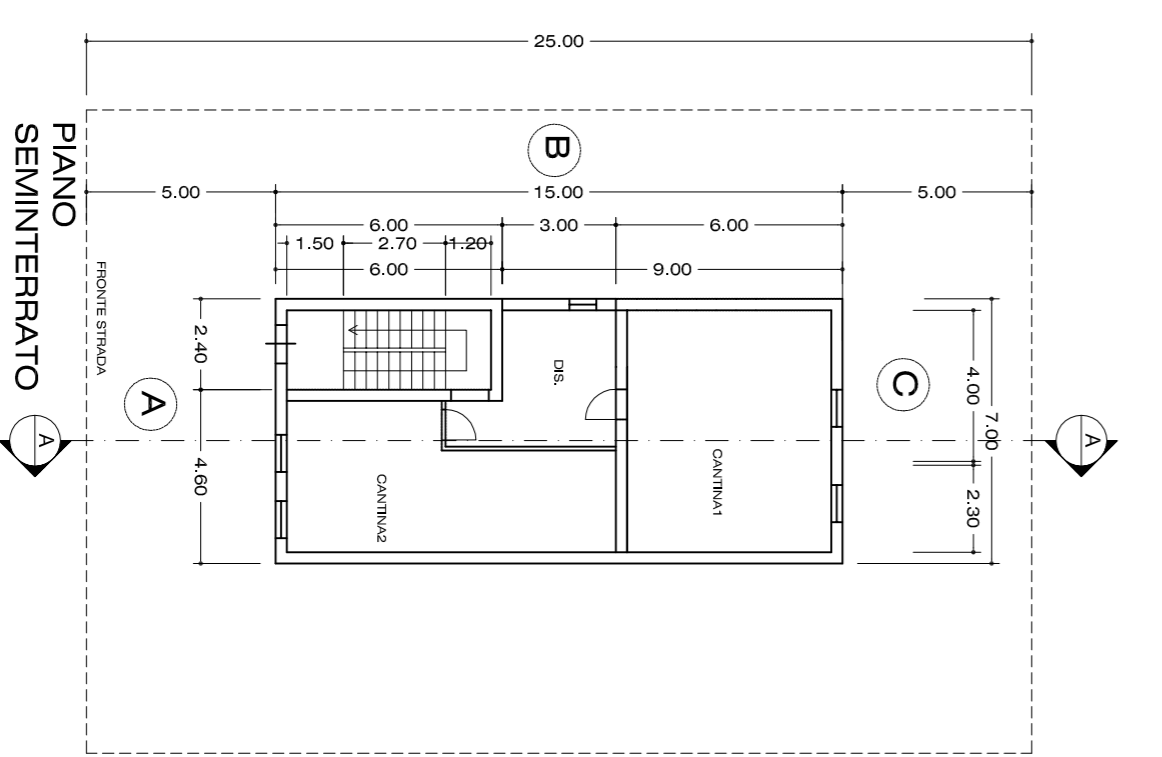 25.00
PIANO
SEMINTERRATO
B
5.00
15.00
5.00
6.00
3.00
6.00
1.50
2.70
1.20
6.00
9.00
FRONTE STRADA
2.40
DIS.
A
C
4.00
7.00
A
A
4.60
CANTINA2
CANTINA1
2.30